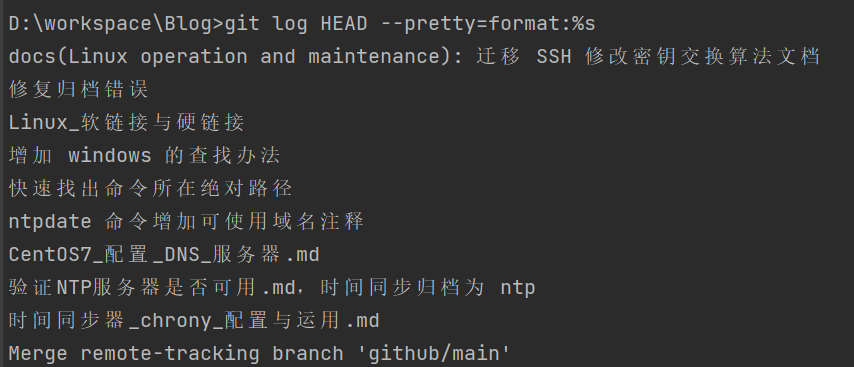 D:\workspace\Blog>git log HEAD --pretty=format:%s
docs(Linux operation and maintenance): 迁移 SSH 修改密钥交换算法文档
修复归档错误
Linux_软链接与硬链接
增加 windows 的查找办法
快速找出命令所在绝对路径
ntpdate 命令增加可使用域名注释
CentOS7_配置_DNS_服务器.md
验证NTP服务器是否可用.md，时间同步归档为 ntp
时间同步器_chrony_配置与运用.md
Merge remote-tracking branch 'github/main'